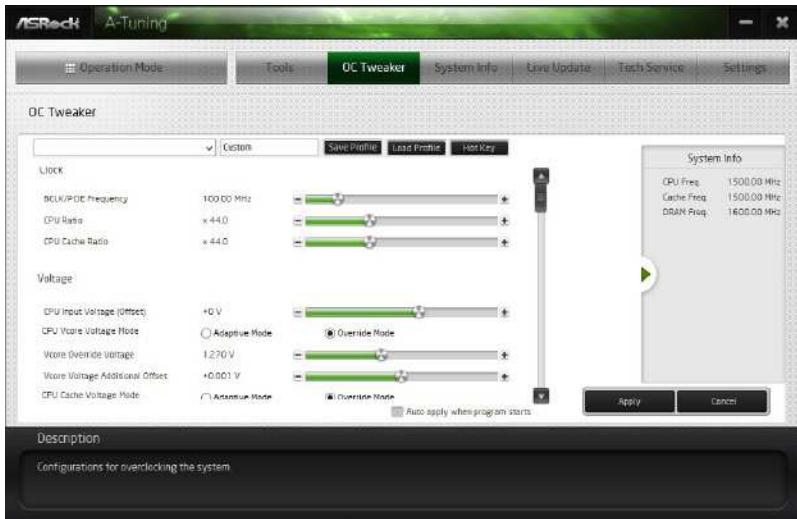 ASRock A-Tuning
Operation Mode Tools OC Tweaker System Info Live Update Tech Service Settings
OC Tweaker
Custom Save Profile Load Profile Hot Key
Clock
BCLK/PCIE Frequency 100.00 MHz
CPU Ratio x 44.0
CPU Cache Ratio x 44.0
Voltage
CPU Input Voltage (Offset) +0 V
CPU Vcore Voltage Mode Adaptive Mode Override Mode
Vcore Override Voltage 1.270 V
Vcore Voltage Additional Offset +0.001 V
CPU Cache Voltage Mode Adaptive Mode Override Mode
Auto apply when program starts
System Info
CPU Freq. 1500.00 MHz
Cache Freq. 1500.00 MHz
DRAM Freq. 1600.00 MHz
Apply Cancel
Description
Configurations for overclocking the system.